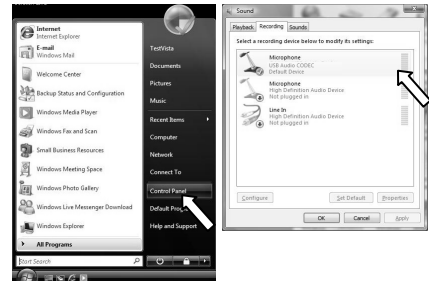 Internet
Internet Explorer
E-mail
Windows Mail
Welcome Center
Backup Status and Configuration
Windows Media Player
Windows Fax and Scan
Small Business Resources
Windows Meeting Space
Windows Photo Gallery
Windows Live Messenger Download
Windows Explorer
All Programs
Start Search
TestVista
Documents
Pictures
Music
Recent Items
Computer
Network
Connect To
Control Panel
Default
Help and Support
Sound
Playback Recording Sounds
Select a recording device below to modify its settings:
Microphone
USB Audio CODEC
Default Device
Microphone
High Definition Audio Device
Not plugged in
Line In
High Definition Audio Device
Not plugged in
Configure Set Default Properties
OK Cancel Apply